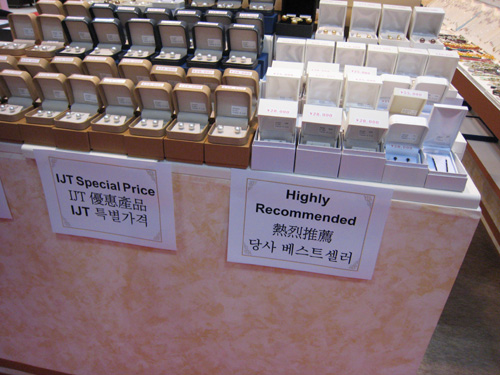 IJT Special Price
IJT 優惠產品
IJT 특별가격
Highly
Recommended
熱烈推薦
당사 베스트셀러